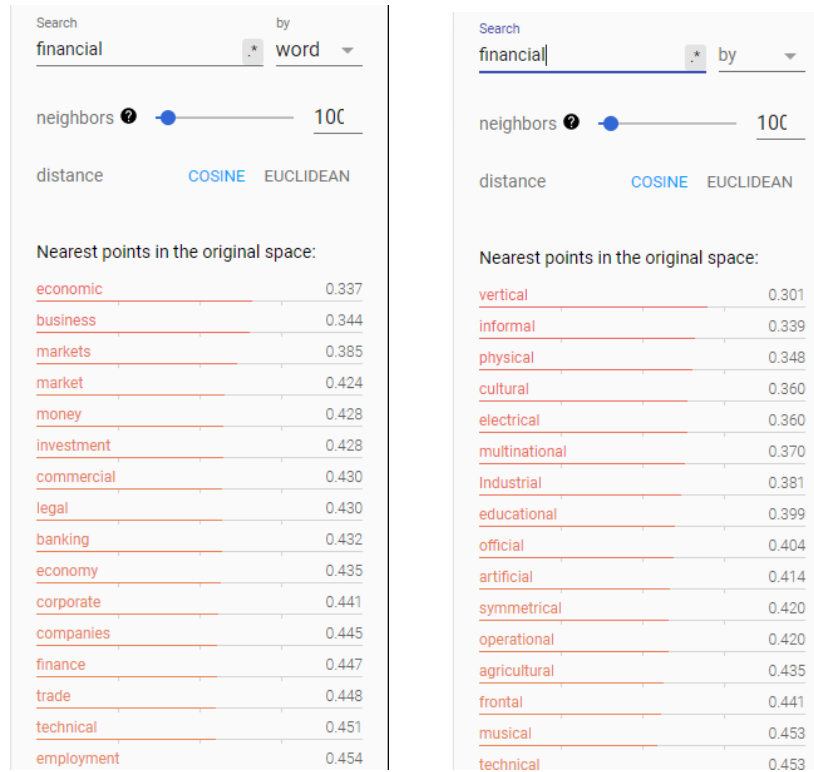 Search by
financial .* word
neighbors ? 100
distance COSINE EUCLIDEAN
Nearest points in the original space:
economic 0.337
business 0.344
markets 0.385
market 0.424
money 0.428
investment 0.428
commercial 0.430
legal 0.430
banking 0.432
economy 0.435
corporate 0.441
companies 0.445
finance 0.447
trade 0.448
technical 0.451
employment 0.454
Search
financial .* by
neighbors ? 100
distance COSINE EUCLIDEAN
Nearest points in the original space:
vertical 0.301
informal 0.339
physical 0.348
cultural 0.360
electrical 0.360
multinational 0.370
Industrial 0.381
educational 0.399
official 0.404
artificial 0.414
symmetrical 0.420
operational 0.420
agricultural 0.435
frontal 0.441
musical 0.453
technical 0.453